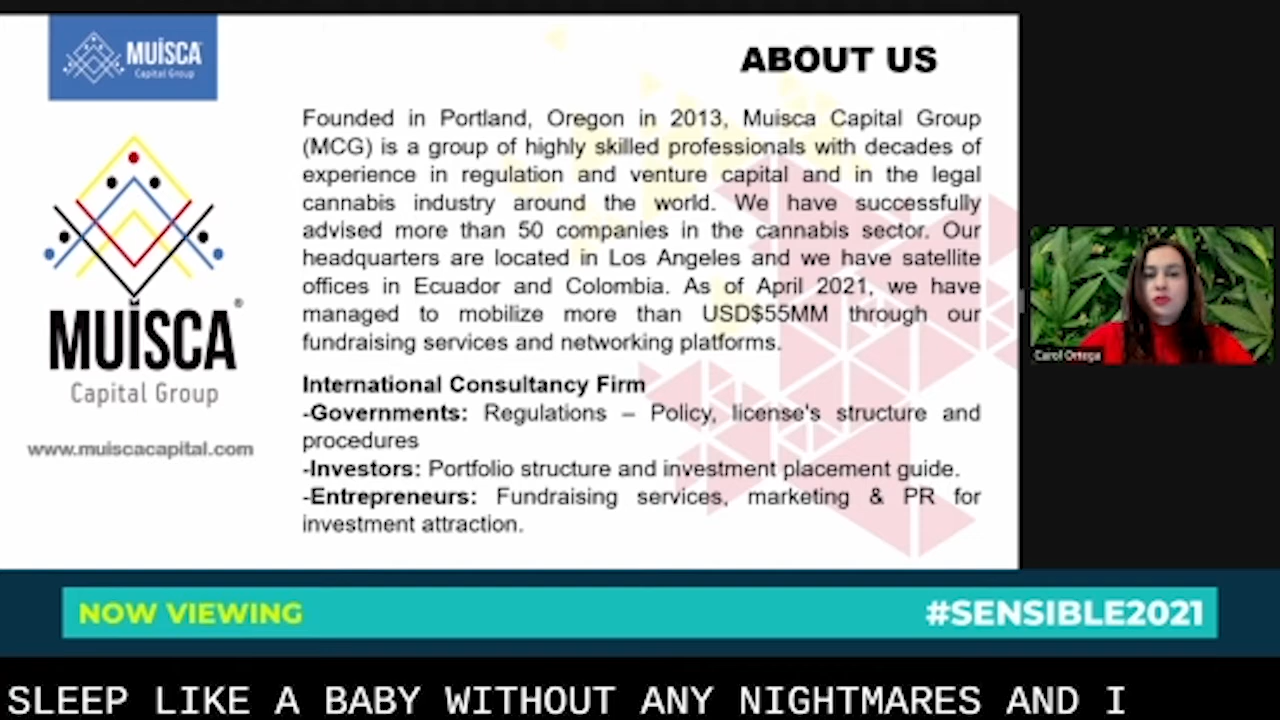 MUÏSCA
Capital Group
ABOUT US
Founded in Portland, Oregon in 2013, Muisca Capital Group
(MCG) is a group of highly skilled professionals with decades of
experience in regulation and venture capital and in the legal
cannabis industry around the world. We have successfully
advised more than 50 companies in the cannabis sector. Our
headquarters are located in Los Angeles and we have satellite
offices in Ecuador and Colombia. As of April 2021, we have
managed to mobilize more than USD$55MM through our
fundraising services and networking platforms.
International Consultancy Firm
-Governments: Regulations – Policy, license's structure and
procedures
-Investors: Portfolio structure and investment placement guide.
-Entrepreneurs: Fundraising services, marketing & PR for
investment attraction.
MUÏSCA®
Capital Group
www.muiscacapital.com
Carol Ortega
NOW VIEWING
#SENSIBLE2021
SLEEP LIKE A BABY WITHOUT ANY NIGHTMARES AND I